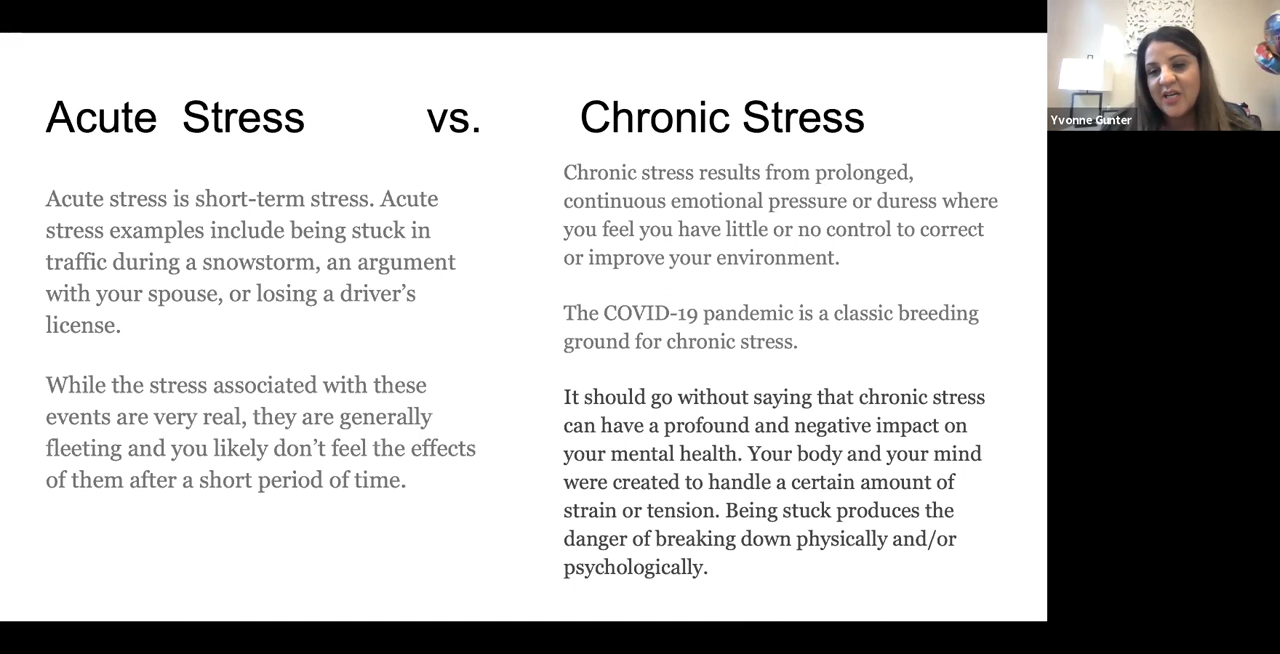 Acute Stress vs. Chronic Stress
Acute stress is short-term stress. Acute
stress examples include being stuck in
traffic during a snowstorm, an argument
with your spouse, or losing a driver’s
license.
While the stress associated with these
events are very real, they are generally
fleeting and you likely don’t feel the effects
of them after a short period of time.
Chronic stress results from prolonged,
continuous emotional pressure or duress where
you feel you have little or no control to correct
or improve your environment.
The COVID-19 pandemic is a classic breeding
ground for chronic stress.
It should go without saying that chronic stress
can have a profound and negative impact on
your mental health. Your body and your mind
were created to handle a certain amount of
strain or tension. Being stuck produces the
danger of breaking down physically and/or
psychologically.
Yvonne Gunter